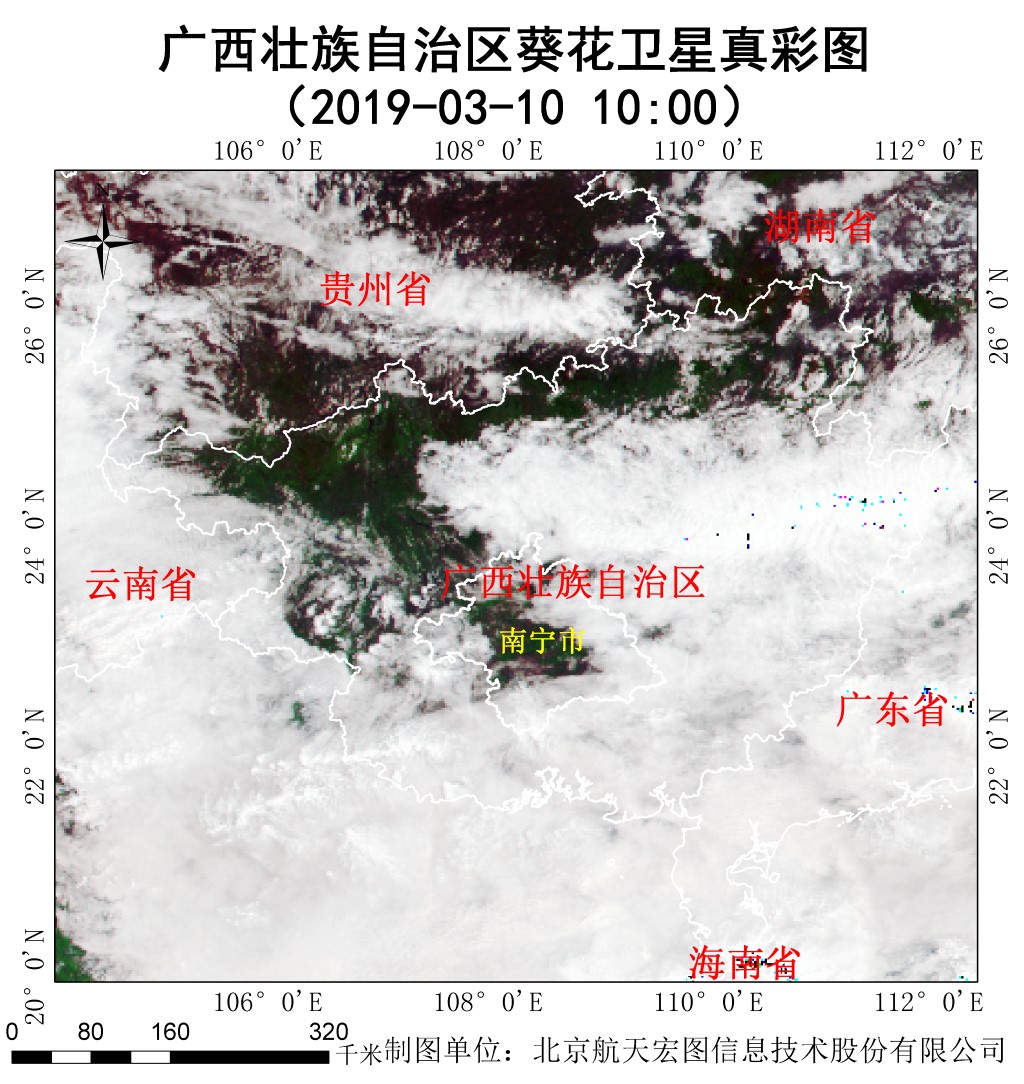 广西壮族自治区葵花卫星真彩图
（2019-03-10 10:00）
106° 0'E 108° 0'E 110° 0'E 112° 0'E
N
湖南省
贵州省
26° 0'N 26° 0'N
24° 0'N 24° 0'N
云南省
广西壮族自治区
南宁市
广东省
22° 0'N 22° 0'N
海南省
20° 0'N
106° 0'E 108° 0'E 110° 0'E 112° 0'E
0 80 160 320
千米 制图单位：北京航天宏图信息技术股份有限公司